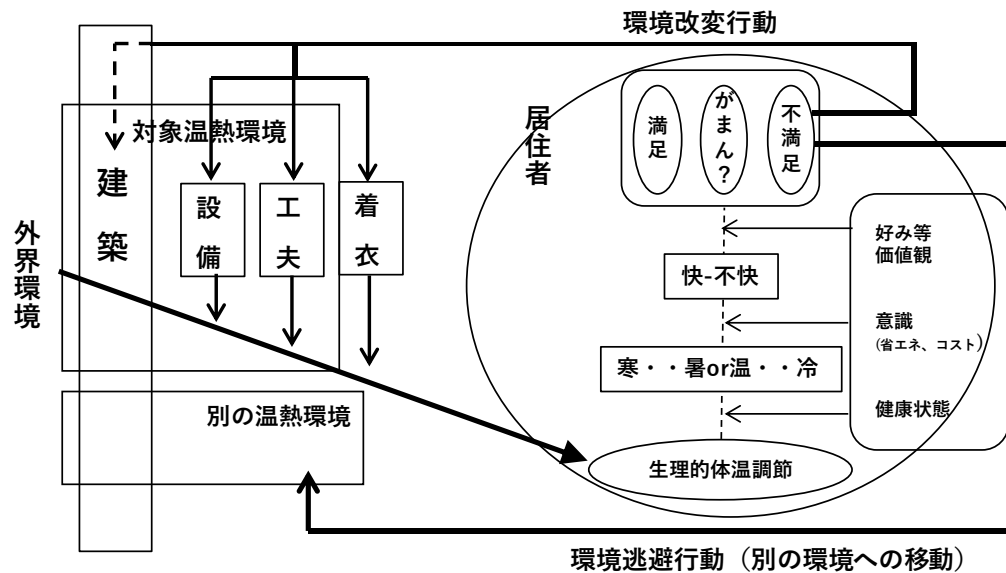 環境改変行動
対象温熱環境
建築
設備
工夫
着衣
外界環境
別の温熱環境
居住者
満足
がまん？
不満足
好み等
価値観
快-不快
意識
(省エネ、コスト)
寒・・暑or温・・冷
健康状態
生理的体温調節
環境逃避行動（別の環境への移動）